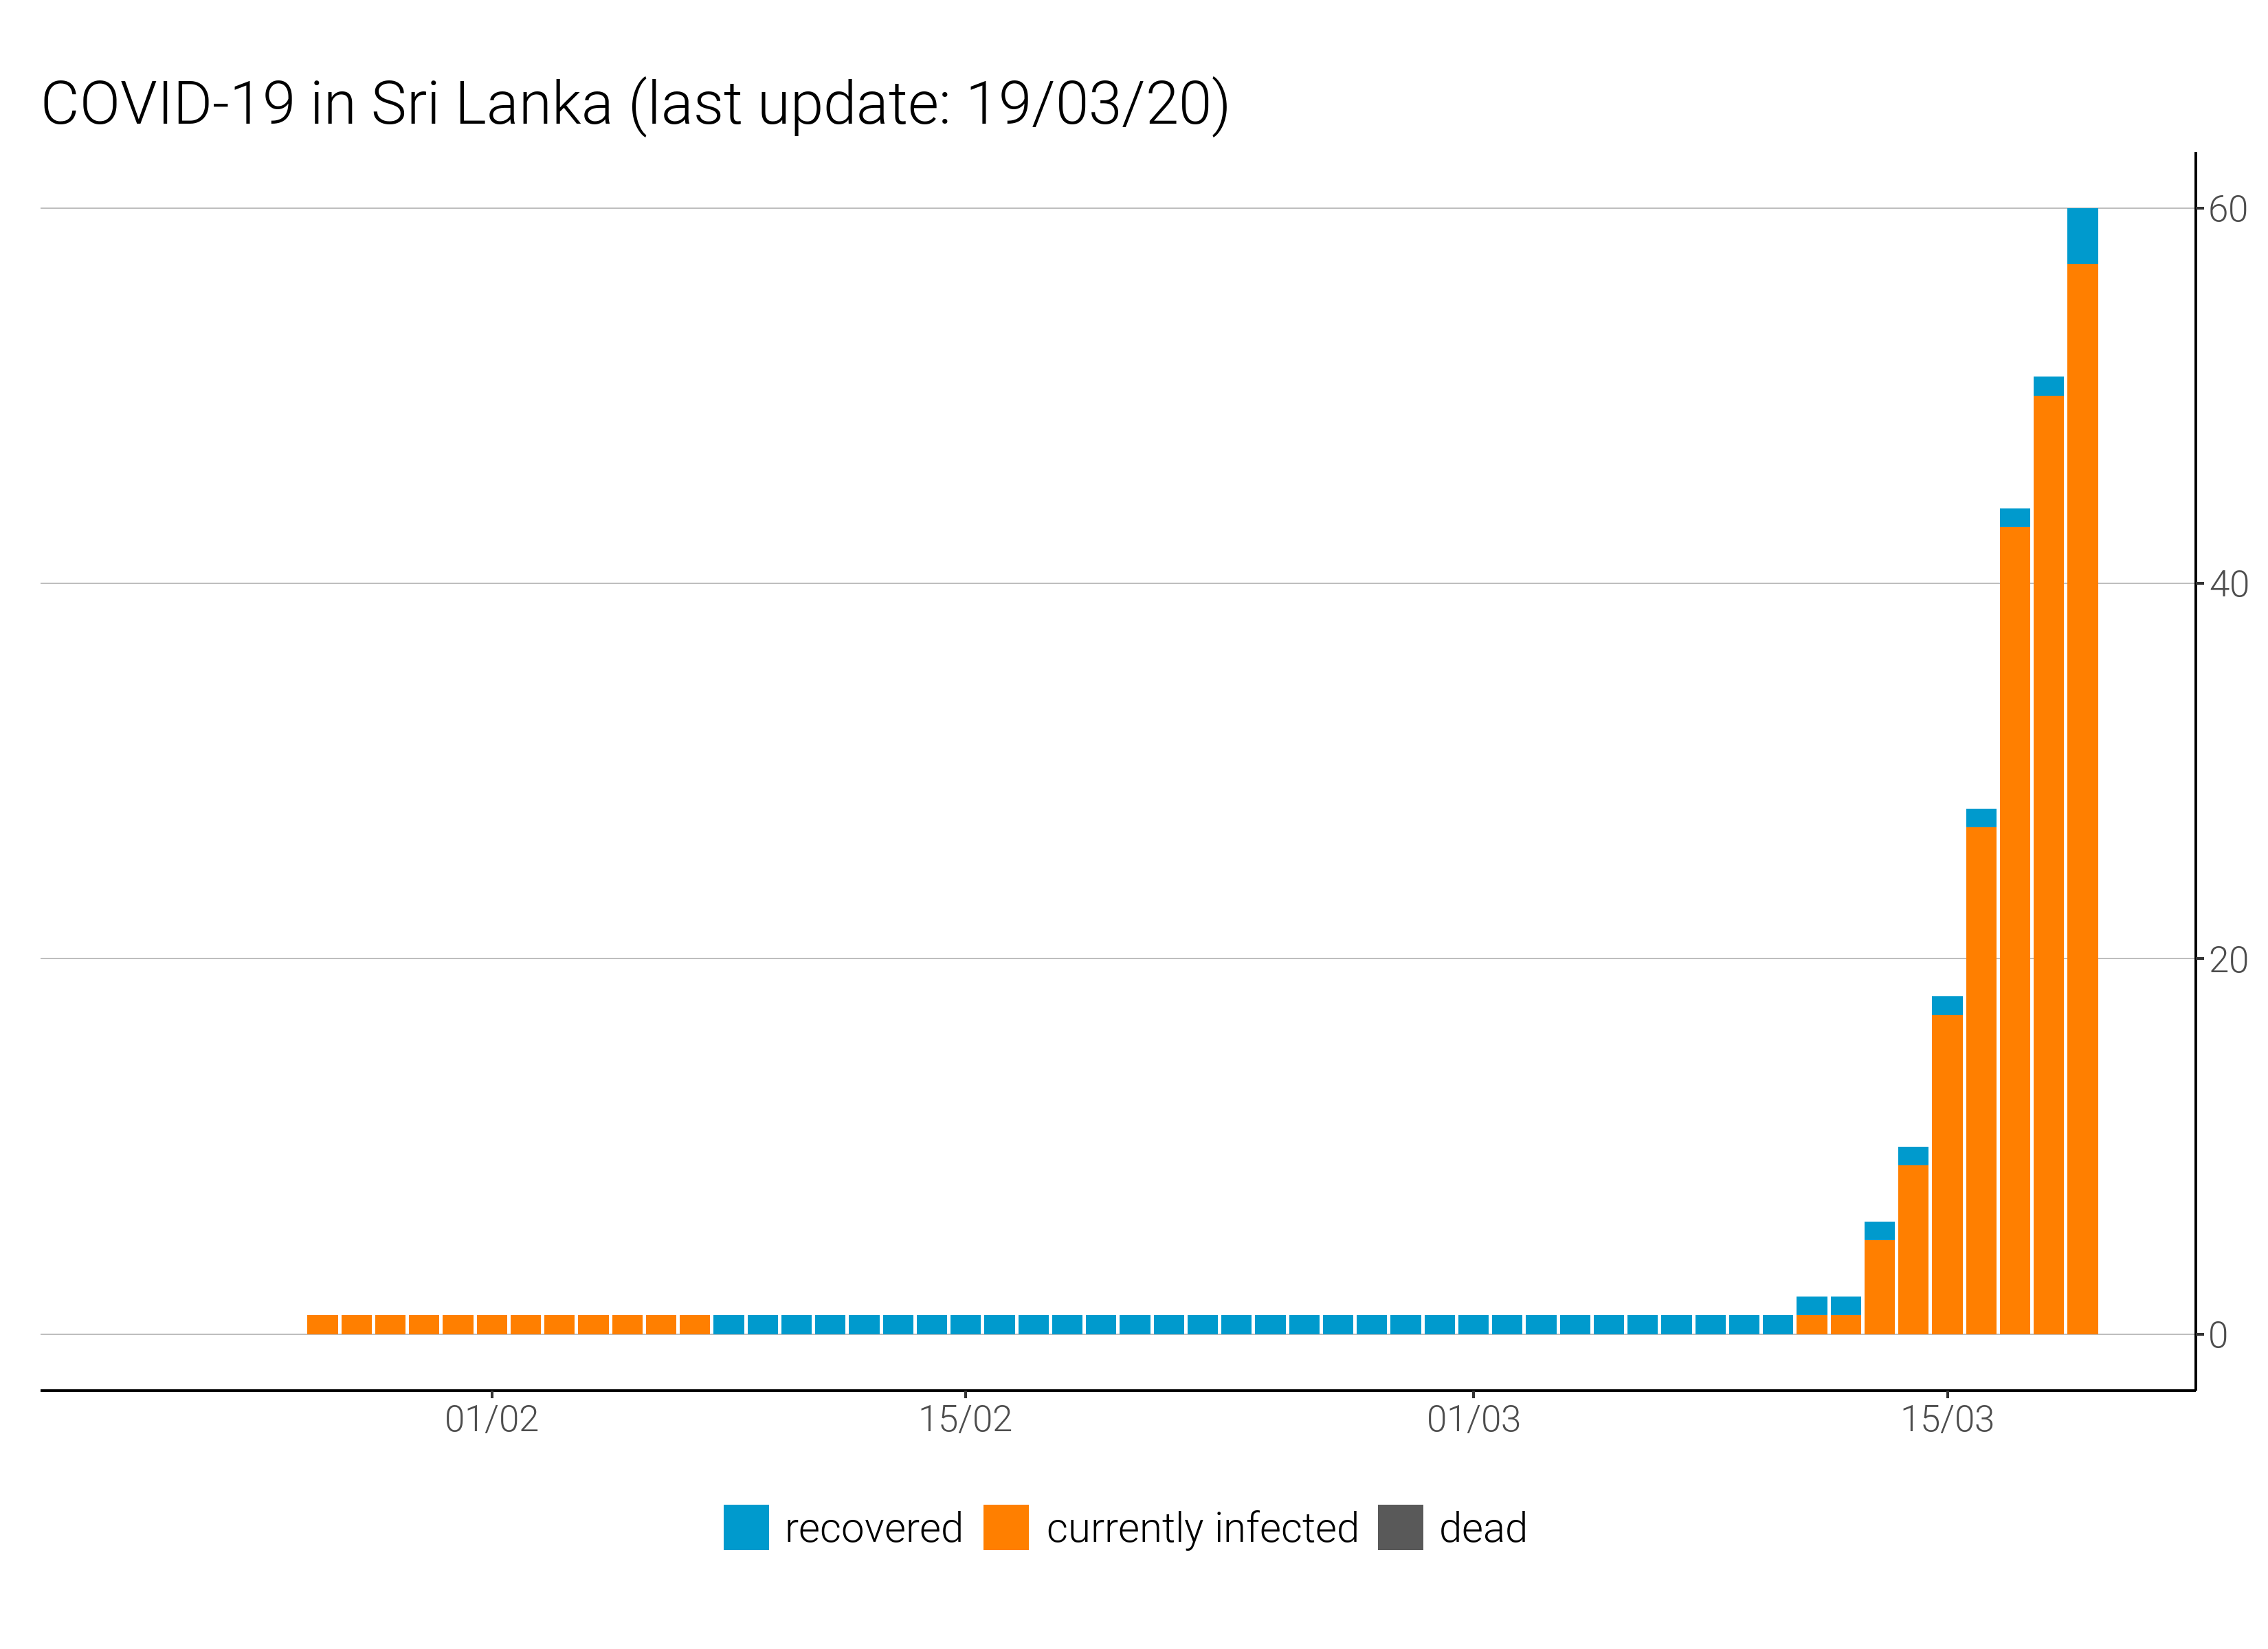 COVID-19 in Sri Lanka (last update: 19/03/20)
60
40
20
0
01/02 15/02 01/03 15/03
recovered currently infected dead